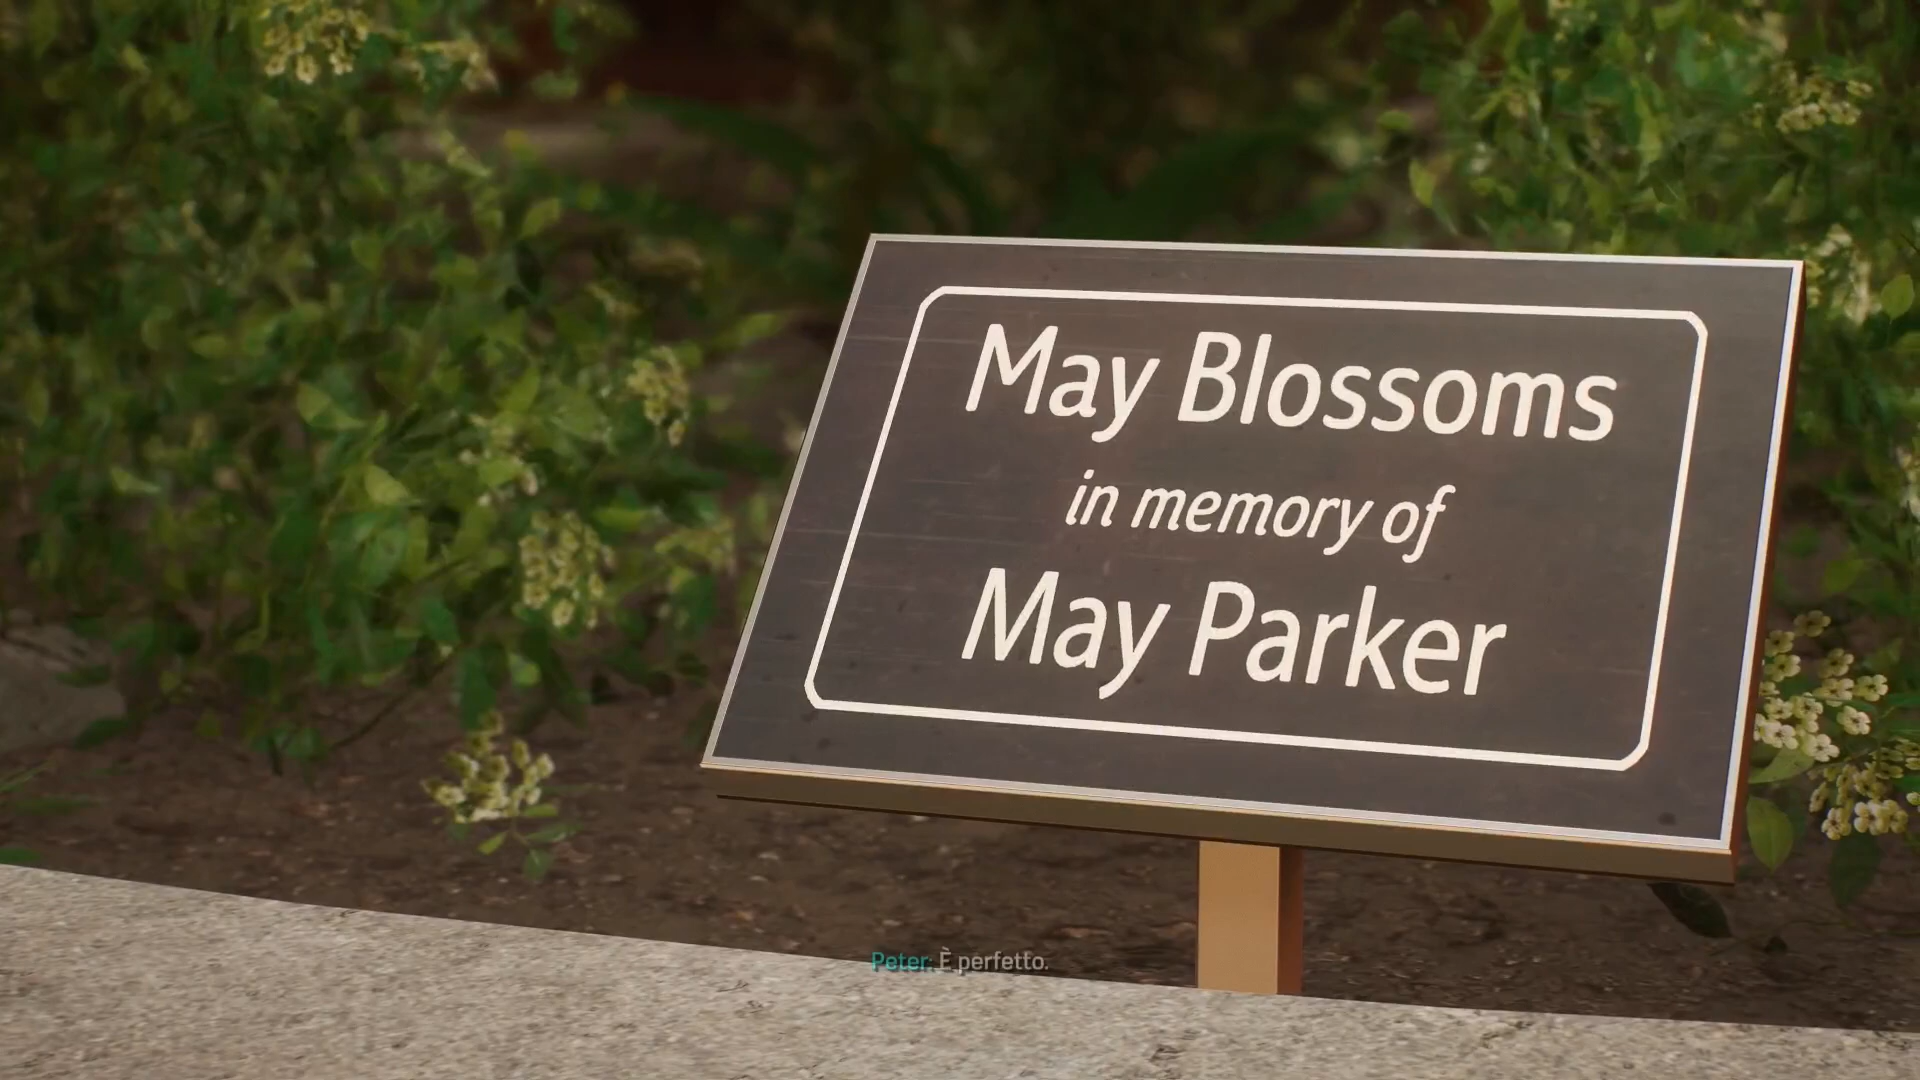 May Blossoms
in memory of
May Parker
Peter: È perfetto.